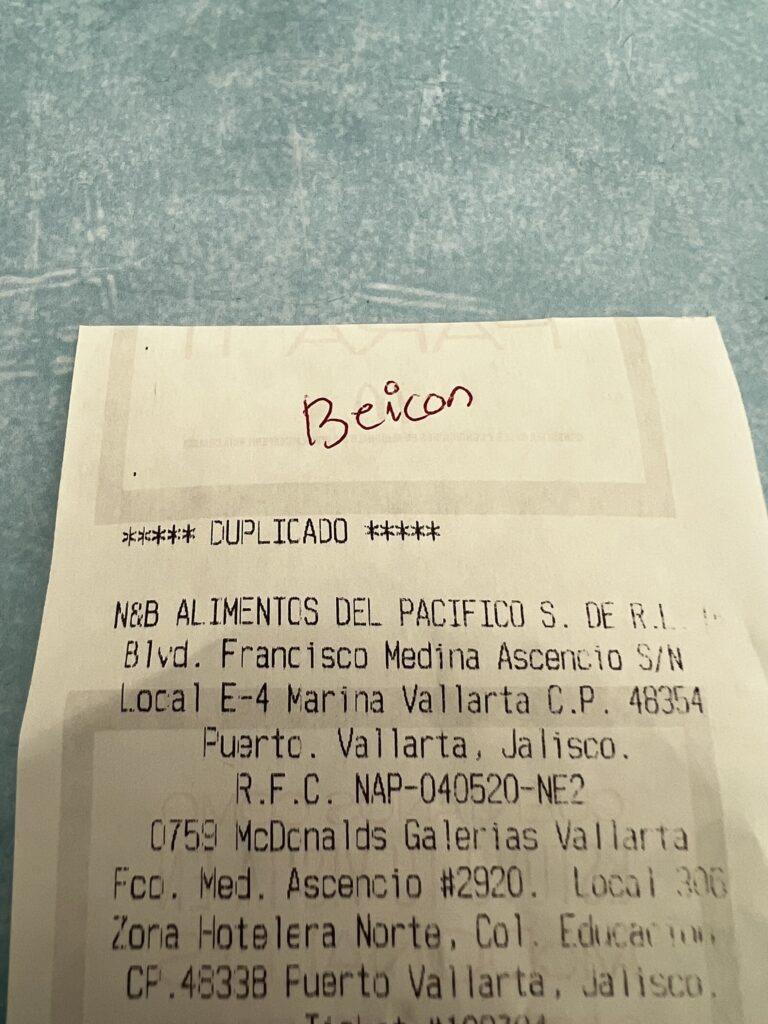 Beicon
***** DUPLICADO *****
N&B ALIMENTOS DEL PACIFICO S. DE R.L.
Blvd. Francisco Medina Ascencio S/N
Local E-4 Marina Vallarta C.P. 48354
Puerto. Vallarta, Jalisco.
R.F.C. NAP-040520-NE2
0759 McDonalds Galerias Vallarta
Fco. Med. Ascencio #2920. Local 306
Zona Hotelera Norte, Col. Educacion,
CP.48338 Puerto Vallarta, Jalisco.